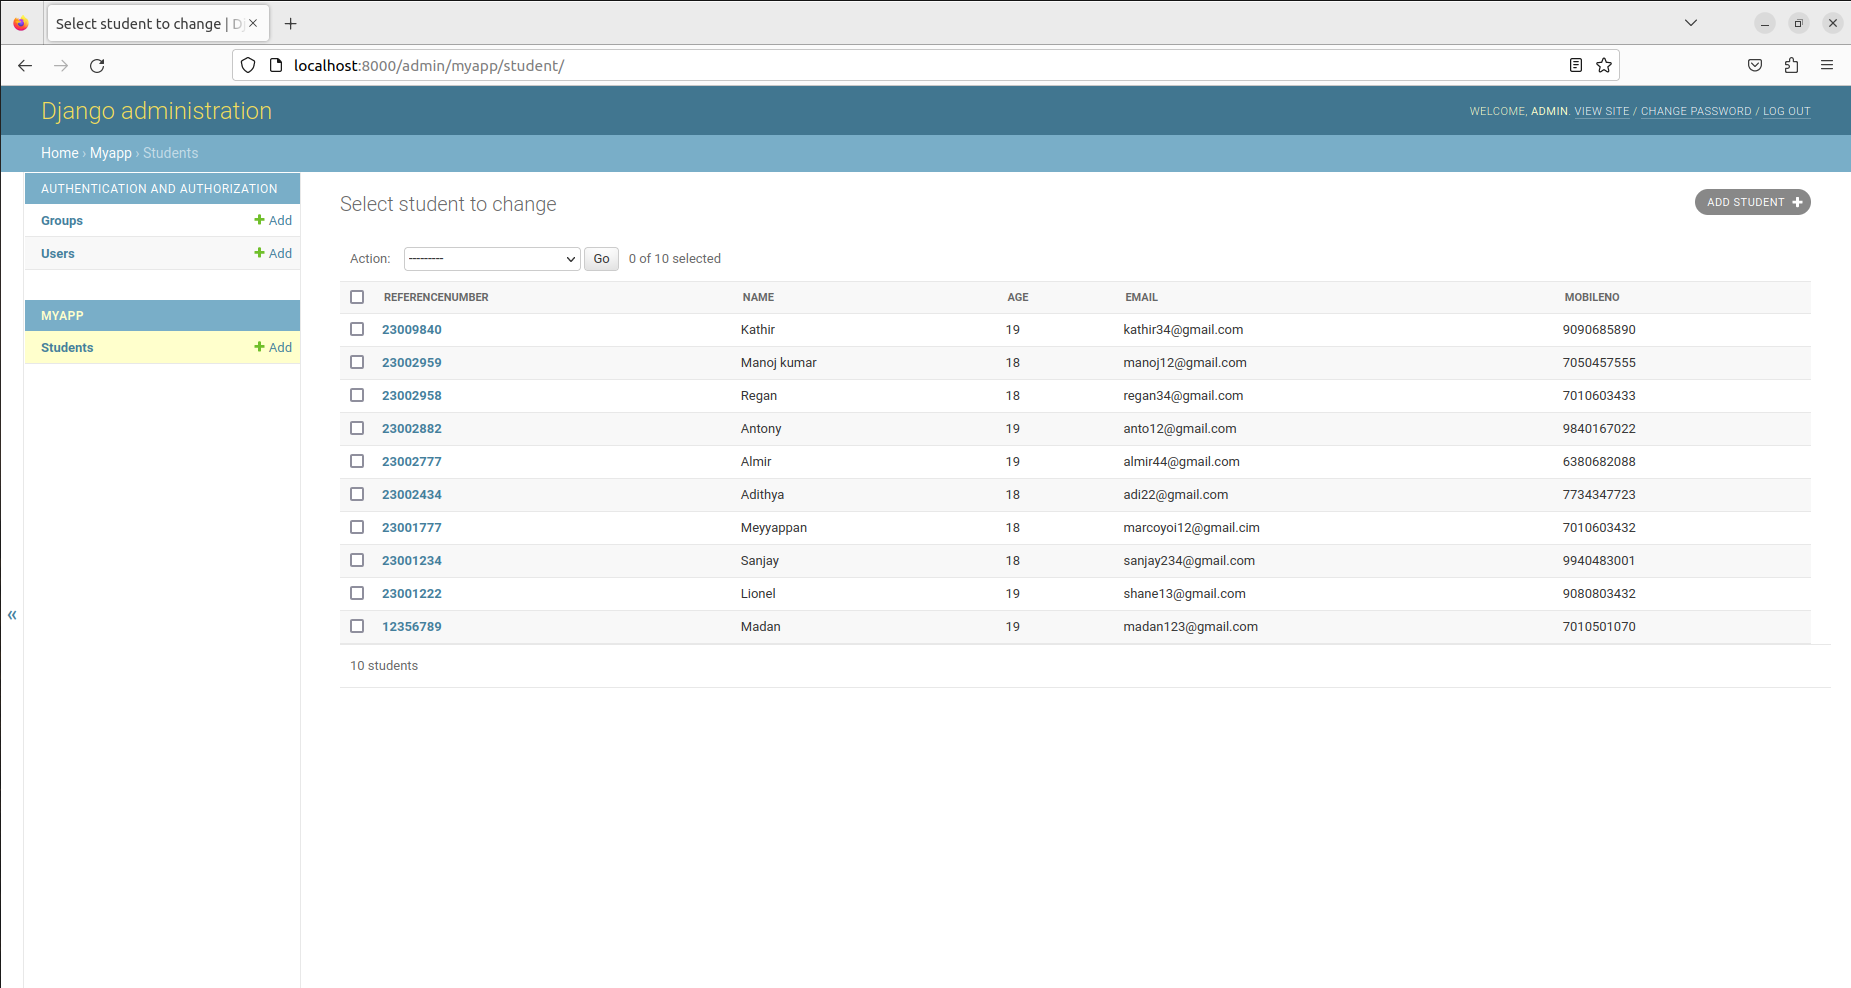 Select student to change | D
localhost:8000/admin/myapp/student/
Django administration
WELCOME, ADMIN. VIEW SITE / CHANGE PASSWORD / LOG OUT
Home › Myapp › Students
AUTHENTICATION AND AUTHORIZATION
Groups + Add
Users + Add
MYAPP
Students + Add
«
Select student to change
ADD STUDENT +
Action: --------- Go 0 of 10 selected
REFERENCENUMBER NAME AGE EMAIL MOBILENO
23009840 Kathir 19 kathir34@gmail.com 9090685890
23002959 Manoj kumar 18 manoj12@gmail.com 7050457555
23002958 Regan 18 regan34@gmail.com 7010603433
23002882 Antony 19 anto12@gmail.com 9840167022
23002777 Almir 19 almir44@gmail.com 6380682088
23002434 Adithya 18 adi22@gmail.com 7734347723
23001777 Meyyappan 18 marcoyoi12@gmail.cim 7010603432
23001234 Sanjay 18 sanjay234@gmail.com 9940483001
23001222 Lionel 19 shane13@gmail.com 9080803432
12356789 Madan 19 madan123@gmail.com 7010501070
10 students